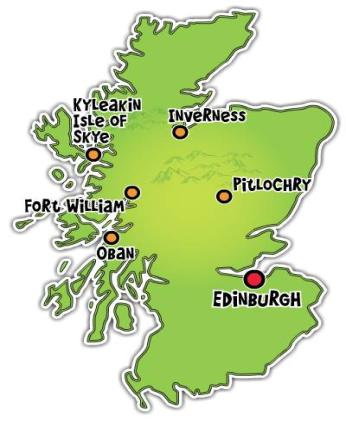 Kyleakin
Isle of
Skye
Inverness
Pitlochry
Fort William
Oban
Edinburgh